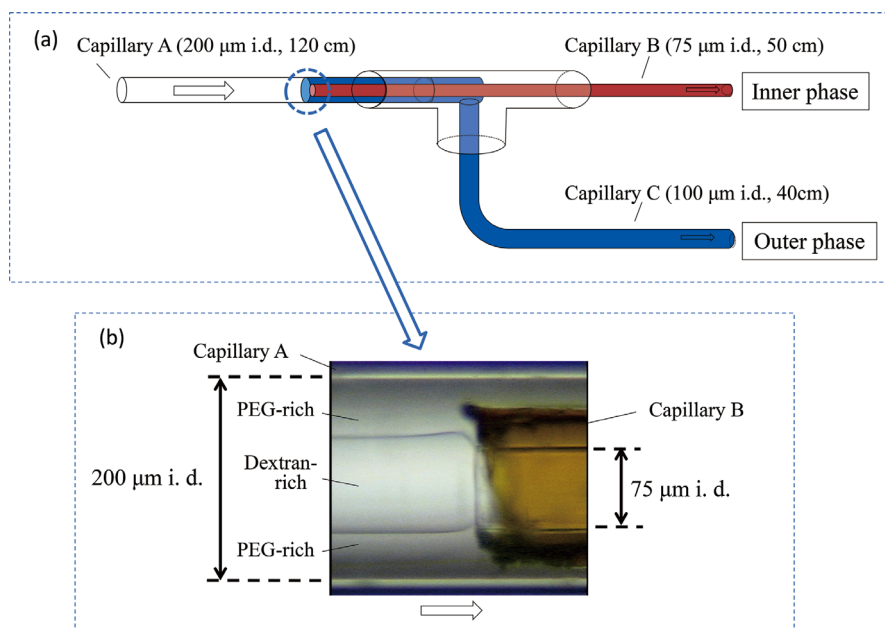 (a)
Capillary A (200 μm i.d., 120 cm)
Capillary B (75 μm i.d., 50 cm)
Inner phase
Capillary C (100 μm i.d., 40cm)
Outer phase
(b)
Capillary A
PEG-rich
Capillary B
Dextran-
rich
200 μm i. d.
75 μm i. d.
PEG-rich